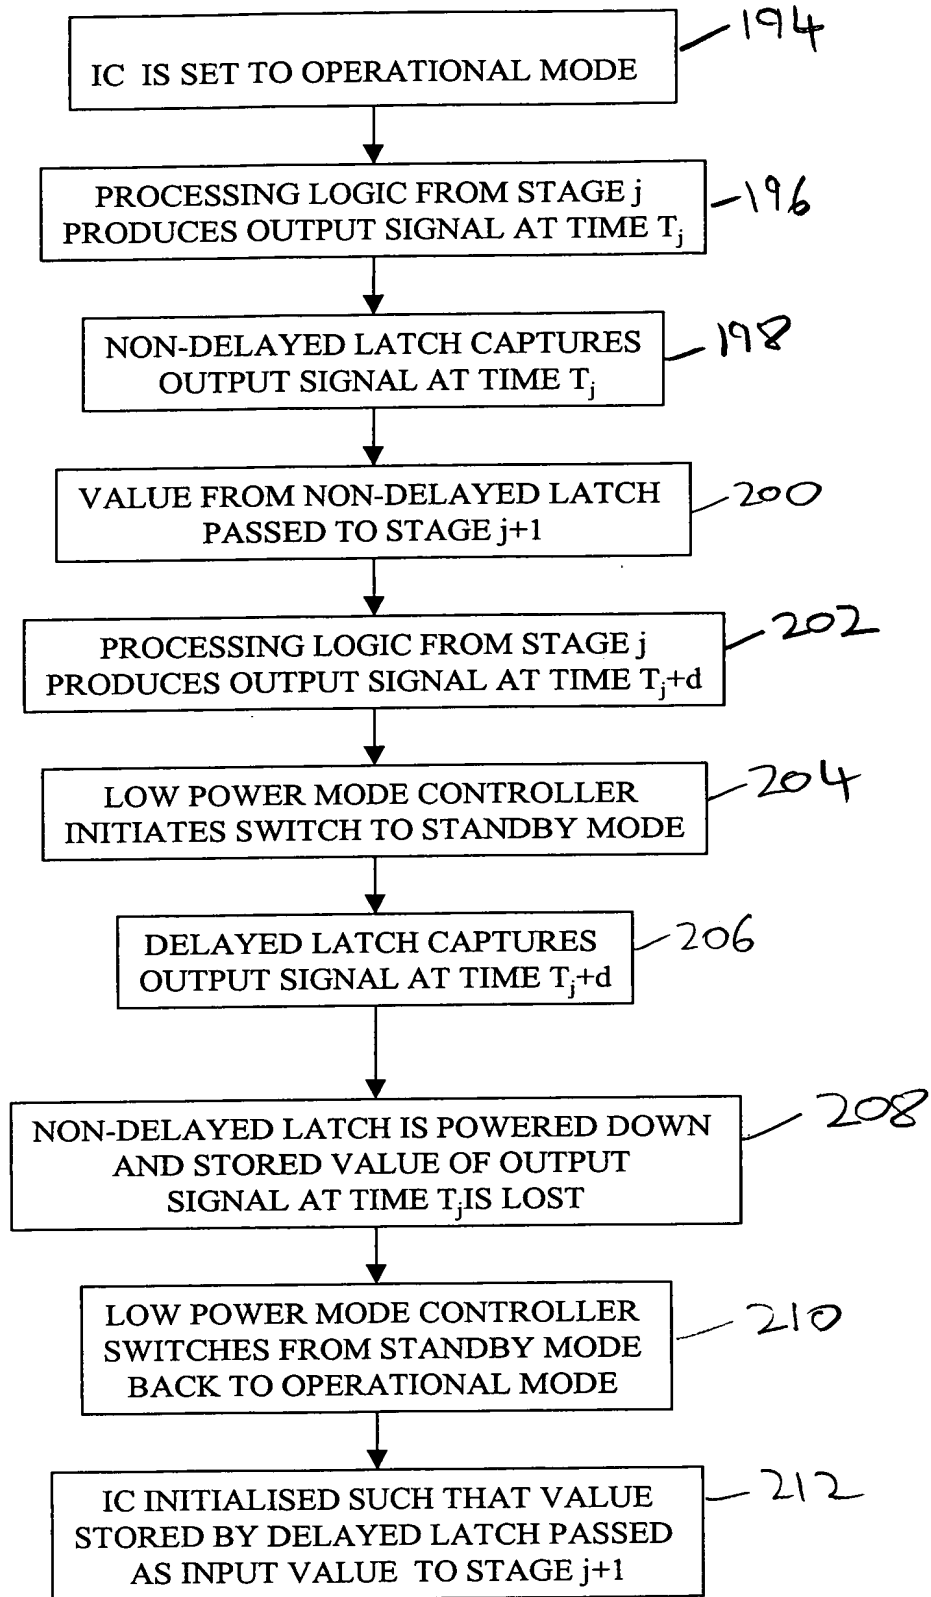 194
IC IS SET TO OPERATIONAL MODE
PROCESSING LOGIC FROM STAGE j
PRODUCES OUTPUT SIGNAL AT TIME Tj
196
NON-DELAYED LATCH CAPTURES
OUTPUT SIGNAL AT TIME Tj
198
VALUE FROM NON-DELAYED LATCH
PASSED TO STAGE j+1
200
PROCESSING LOGIC FROM STAGE j
PRODUCES OUTPUT SIGNAL AT TIME Tj+d
202
LOW POWER MODE CONTROLLER
INITIATES SWITCH TO STANDBY MODE
204
DELAYED LATCH CAPTURES
OUTPUT SIGNAL AT TIME Tj+d
206
NON-DELAYED LATCH IS POWERED DOWN
AND STORED VALUE OF OUTPUT
SIGNAL AT TIME TjIS LOST
208
LOW POWER MODE CONTROLLER
SWITCHES FROM STANDBY MODE
BACK TO OPERATIONAL MODE
210
IC INITIALISED SUCH THAT VALUE
STORED BY DELAYED LATCH PASSED
AS INPUT VALUE TO STAGE j+1
212